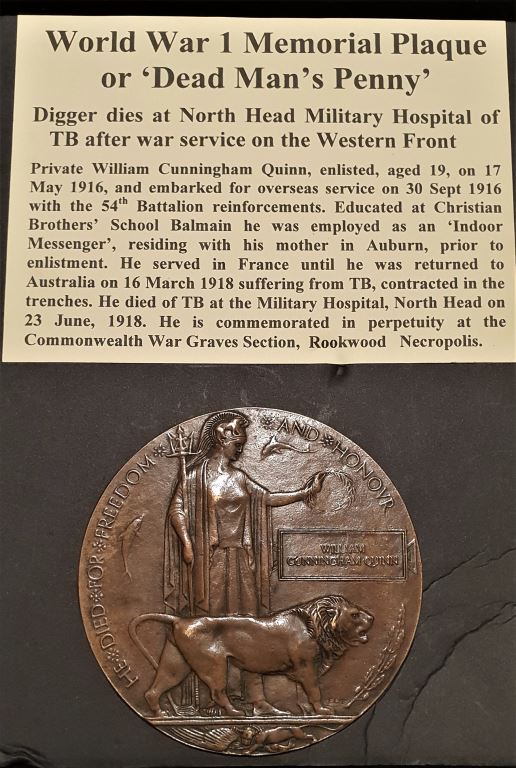 World War 1 Memorial Plaque
or ‘Dead Man’s Penny’
Digger dies at North Head Military Hospital of
TB after war service on the Western Front
Private William Cunningham Quinn, enlisted, aged 19, on 17
May 1916, and embarked for overseas service on 30 Sept 1916
with the 54th Battalion reinforcements. Educated at Christian
Brothers’ School Balmain he was employed as an ‘Indoor
Messenger’, residing with his mother in Auburn, prior to
enlistment. He served in France until he was returned to
Australia on 16 March 1918 suffering from TB, contracted in the
trenches. He died of TB at the Military Hospital, North Head on
23 June, 1918. He is commemorated in perpetuity at the
Commonwealth War Graves Section, Rookwood Necropolis.
HE DIED FOR FREEDOM AND HONOUR
WILLIAM
CUNNINGHAM QUINN